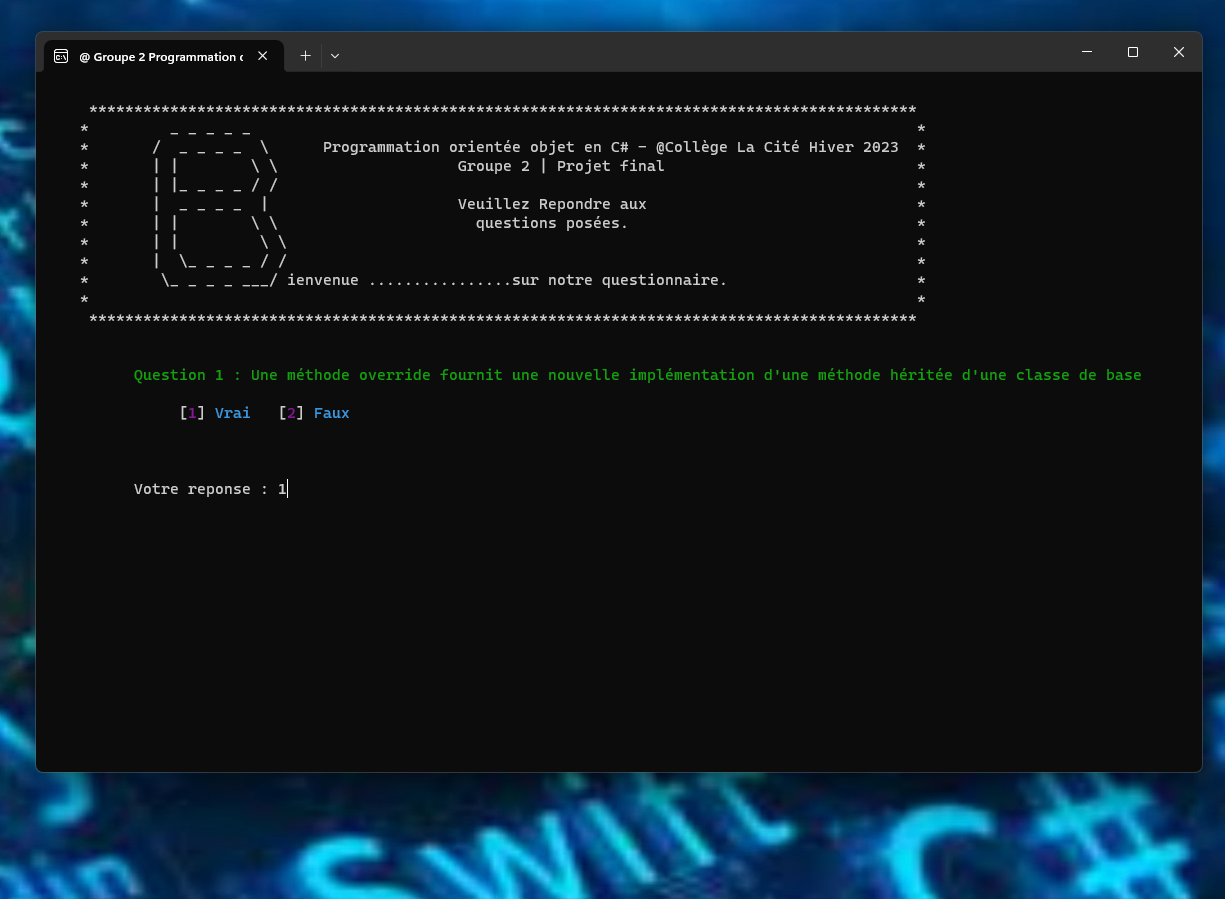 @ Groupe 2 Programmation
*******************************************************************************************
Programmation orientée objet en C# - @Collège La Cité Hiver 2023
Groupe 2 | Projet final
Veuillez Repondre aux
questions posées.
B
ienvenue ................sur notre questionnaire.
*******************************************************************************************
Question 1 : Une méthode override fournit une nouvelle implémentation d'une méthode héritée d'une classe de base
[1] Vrai [2] Faux
Votre reponse : 1
Swift
C#